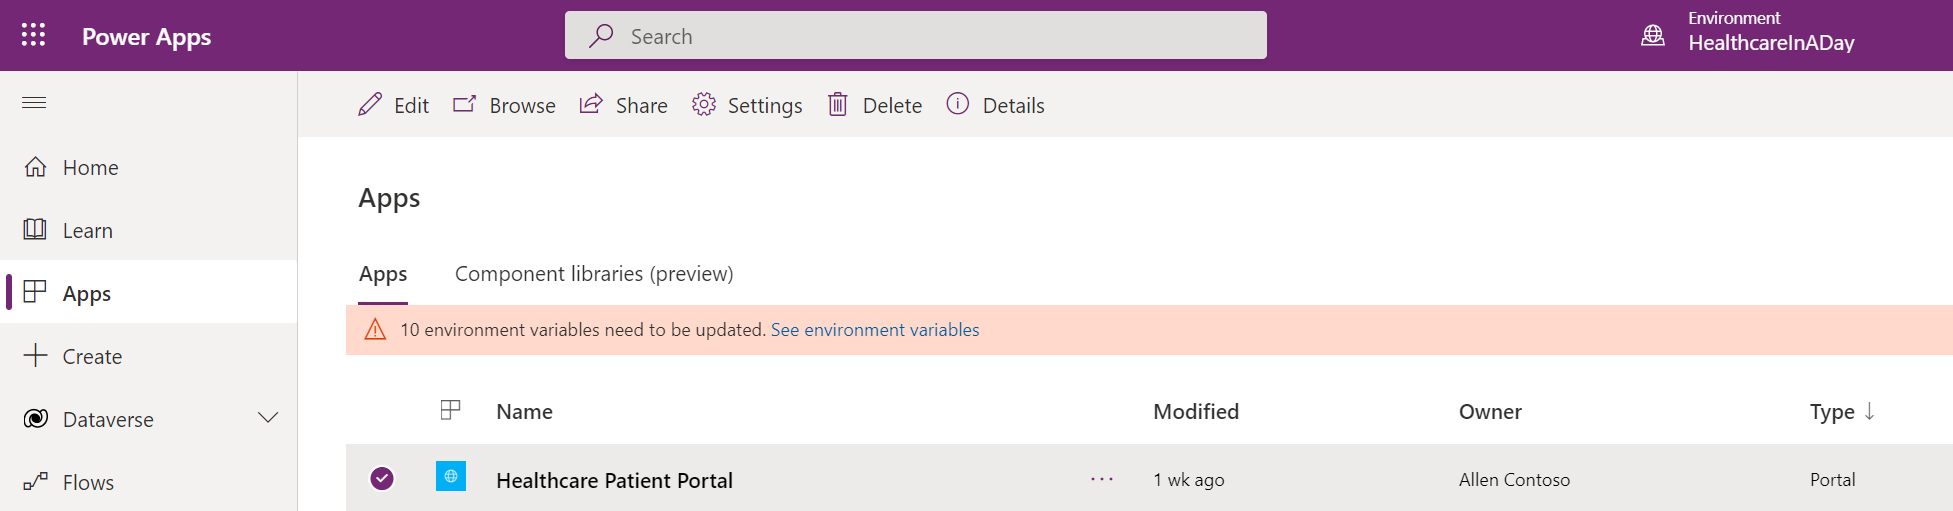 Power Apps
Search
Environment
HealthcareInADay
Edit Browse Share Settings Delete Details
Home
Learn
Apps
Create
Dataverse
Flows
Apps
Apps Component libraries (preview)
10 environment variables need to be updated. See environment variables
Name Modified Owner Type ↓
Healthcare Patient Portal ... 1 wk ago Allen Contoso Portal